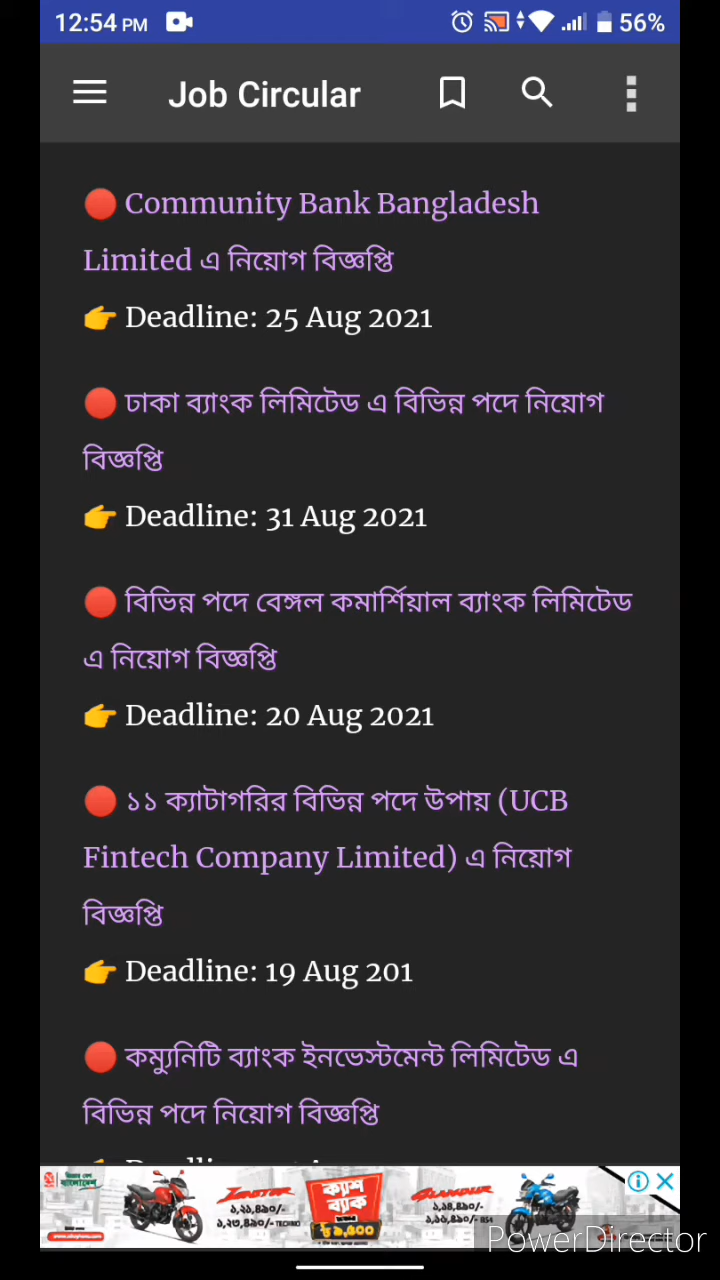 12:54 PM 56%
Job Circular
🔴 Community Bank Bangladesh
Limited এ নিয়োগ বিজ্ঞপ্তি
👉 Deadline: 25 Aug 2021
🔴 ঢাকা ব্যাংক লিমিটেড এ বিভিন্ন পদে নিয়োগ
বিজ্ঞপ্তি
👉 Deadline: 31 Aug 2021
🔴 বিভিন্ন পদে বেঙ্গল কমার্শিয়াল ব্যাংক লিমিটেড
এ নিয়োগ বিজ্ঞপ্তি
👉 Deadline: 20 Aug 2021
🔴 ১১ ক্যাটাগরির বিভিন্ন পদে উপায় (UCB
Fintech Company Limited) এ নিয়োগ
বিজ্ঞপ্তি
👉 Deadline: 19 Aug 201
🔴 কম্যুনিটি ব্যাংক ইনভেস্টমেন্ট লিমিটেড এ
বিভিন্ন পদে নিয়োগ বিজ্ঞপ্তি
ক্যাশ
ব্যাক
PowerDirector